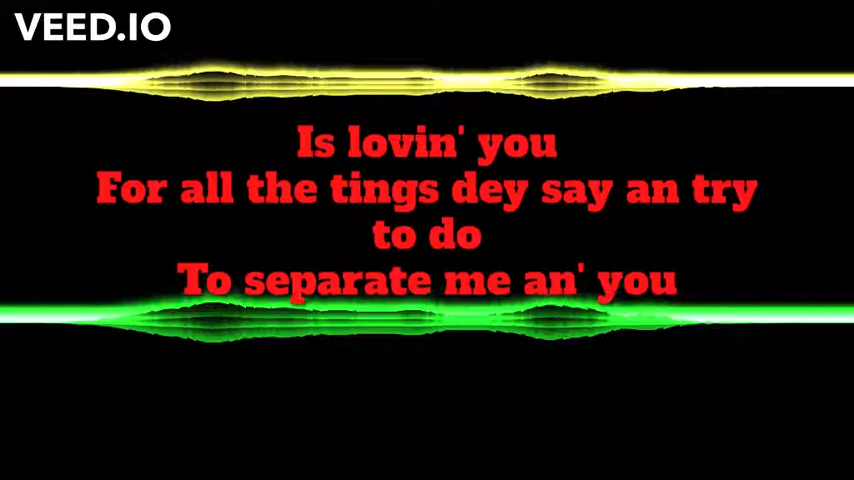 VEED.IO
Is lovin' you
For all the tings dey say an try
to do
To separate me an' you